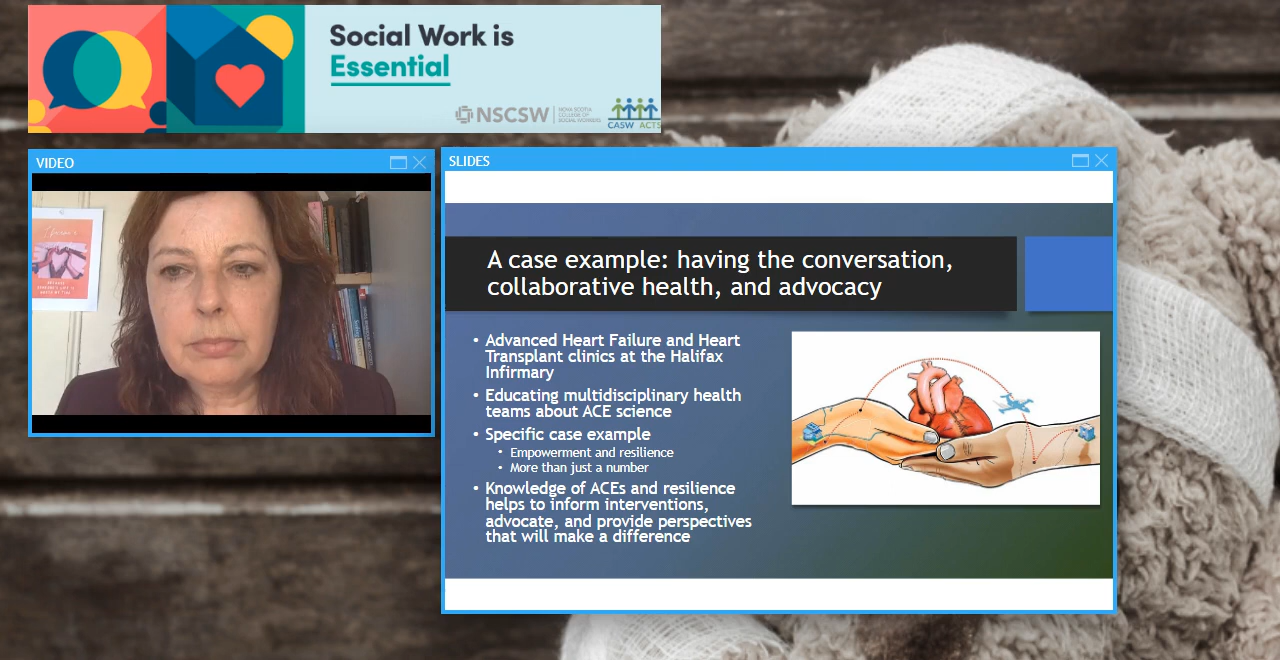 Social Work is
Essential
NSCSW
NOVA SCOTIA
COLLEGE OF
SOCIAL WORKERS
CASW ACTS
VIDEO
SLIDES
A case example: having the conversation,
collaborative health, and advocacy
• Advanced Heart Failure and Heart
Transplant clinics at the Halifax
Infirmary
• Educating multidisciplinary health
teams about ACE science
• Specific case example
• Empowerment and resilience
• More than just a number
• Knowledge of ACEs and resilience
helps to inform interventions,
advocate, and provide perspectives
that will make a difference